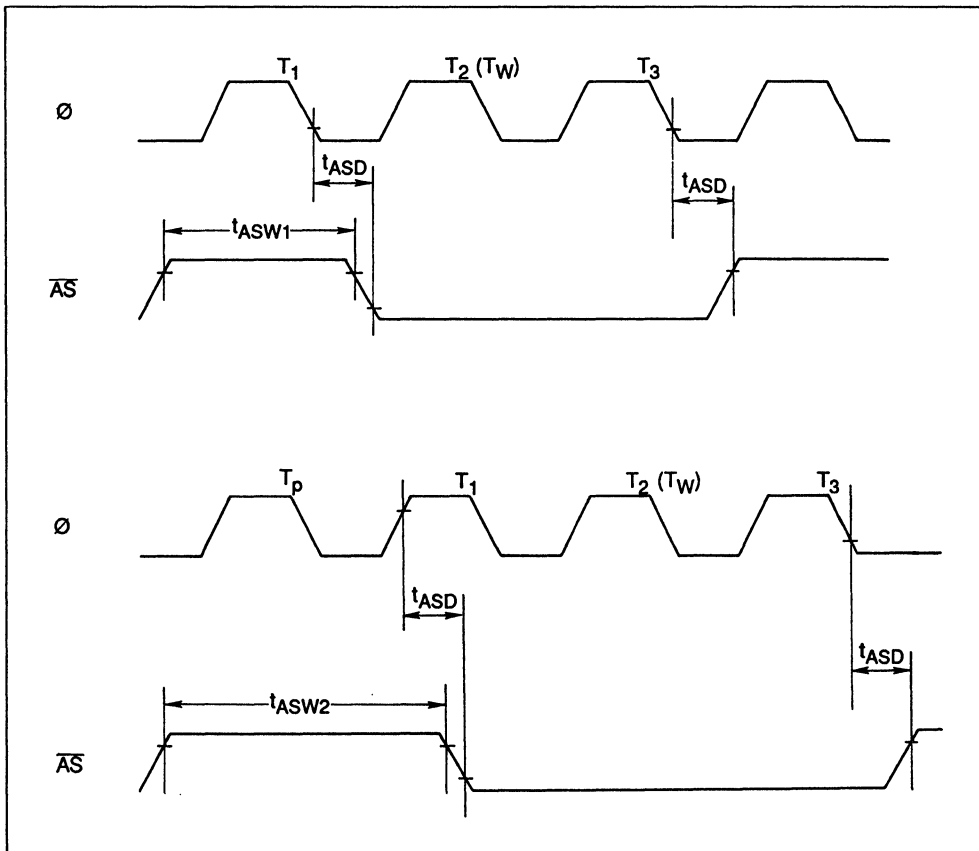 T1 T2 (TW) T3
Ø
tASD
tASD
tASW1
AS
Tp T1 T2 (TW) T3
Ø
tASD
tASD
tASW2
AS